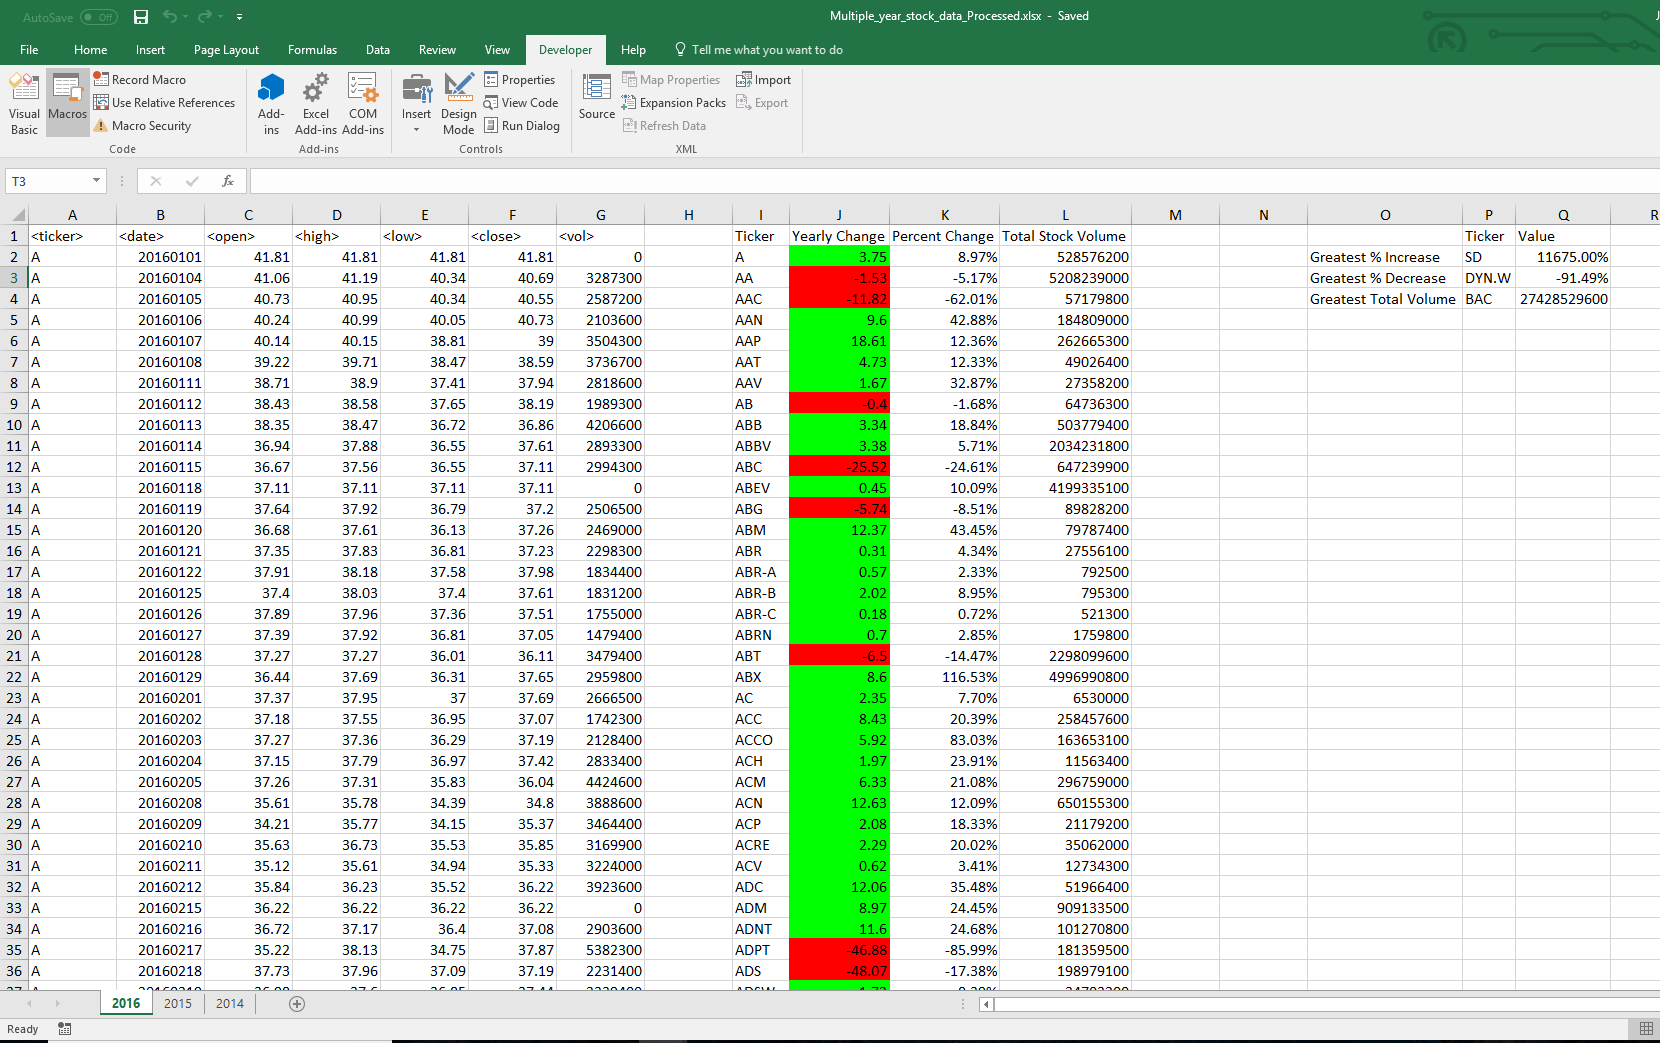 AutoSave Off Multiple_year_stock_data_Processed.xlsx - Saved
File Home Insert Page Layout Formulas Data Review View Developer Help Tell me what you want to do
Visual Basic Macros Record Macro Use Relative References Macro Security Add-ins Excel Add-ins COM Add-ins Insert Design Mode Properties View Code Run Dialog Source Map Properties Expansion Packs Refresh Data Import Export
Code Add-ins Controls XML
T3 fx
A B C D E F G H I J K L M N O P Q R
1 <ticker> <date> <open> <high> <low> <close> <vol> Ticker Yearly Change Percent Change Total Stock Volume Ticker Value
2 A 20160101 41.81 41.81 41.81 41.81 0 A 3.75 8.97% 528576200 Greatest % Increase SD 11675.00%
3 A 20160104 41.06 41.19 40.34 40.69 3287300 AA -1.53 -5.17% 5208239000 Greatest % Decrease DYN.W -91.49%
4 A 20160105 40.73 40.95 40.34 40.55 2587200 AAC -11.82 -62.01% 57179800 Greatest Total Volume BAC 27428529600
5 A 20160106 40.24 40.99 40.05 40.73 2103600 AAN 9.6 42.88% 184809000
6 A 20160107 40.14 40.15 38.81 39 3504300 AAP 18.61 12.36% 262665300
7 A 20160108 39.22 39.71 38.47 38.59 3736700 AAT 4.73 12.33% 49026400
8 A 20160111 38.71 38.9 37.41 37.94 2818600 AAV 1.67 32.87% 27358200
9 A 20160112 38.43 38.58 37.65 38.19 1989300 AB -0.4 -1.68% 64736300
10 A 20160113 38.35 38.47 36.72 36.86 4206600 ABB 3.34 18.84% 503779400
11 A 20160114 36.94 37.88 36.55 37.61 2893300 ABBV 3.38 5.71% 2034231800
12 A 20160115 36.67 37.56 36.55 37.11 2994300 ABC -25.52 -24.61% 647239900
13 A 20160118 37.11 37.11 37.11 37.11 0 ABEV 0.45 10.09% 4199335100
14 A 20160119 37.64 37.92 36.79 37.2 2506500 ABG -5.74 -8.51% 89828200
15 A 20160120 36.68 37.61 36.13 37.26 2469000 ABM 12.37 43.45% 79787400
16 A 20160121 37.35 37.83 36.81 37.23 2298300 ABR 0.31 4.34% 27556100
17 A 20160122 37.91 38.18 37.58 37.98 1834400 ABR-A 0.57 2.33% 792500
18 A 20160125 37.4 38.03 37.4 37.61 1831200 ABR-B 2.02 8.95% 795300
19 A 20160126 37.89 37.96 37.36 37.51 1755000 ABR-C 0.18 0.72% 521300
20 A 20160127 37.39 37.92 36.81 37.05 1479400 ABRN 0.7 2.85% 1759800
21 A 20160128 37.27 37.27 36.01 36.11 3479400 ABT -6.5 -14.47% 2298099600
22 A 20160129 36.44 37.69 36.31 37.65 2959800 ABX 8.6 116.53% 4996990800
23 A 20160201 37.37 37.95 37 37.69 2666500 AC 2.35 7.70% 6530000
24 A 20160202 37.18 37.55 36.95 37.07 1742300 ACC 8.43 20.39% 258457600
25 A 20160203 37.27 37.36 36.29 37.19 2128400 ACCO 5.92 83.03% 163653100
26 A 20160204 37.15 37.79 36.97 37.42 2833400 ACH 1.97 23.91% 11563400
27 A 20160205 37.26 37.31 35.83 36.04 4424600 ACM 6.33 21.08% 296759000
28 A 20160208 35.61 35.78 34.39 34.8 3888600 ACN 12.63 12.09% 650155300
29 A 20160209 34.21 35.77 34.15 35.37 3464400 ACP 2.08 18.33% 21179200
30 A 20160210 35.63 36.73 35.53 35.85 3169900 ACRE 2.29 20.02% 35062000
31 A 20160211 35.12 35.61 34.94 35.33 3224000 ACV 0.62 3.41% 12734300
32 A 20160212 35.84 36.23 35.52 36.22 3923600 ADC 12.06 35.48% 51966400
33 A 20160215 36.22 36.22 36.22 36.22 0 ADM 8.97 24.45% 909133500
34 A 20160216 36.72 37.17 36.4 37.08 2903600 ADNT 11.6 24.68% 101270800
35 A 20160217 35.22 38.13 34.75 37.87 5382300 ADPT -46.88 -85.99% 181359500
36 A 20160218 37.73 37.96 37.09 37.19 2231400 ADS -48.07 -17.38% 198979100
2016 2015 2014
Ready